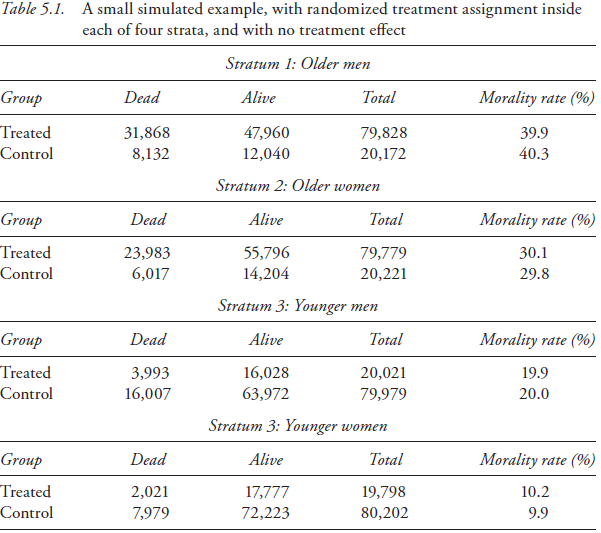 Table 5.1. A small simulated example, with randomized treatment assignment inside
each of four strata, and with no treatment effect
Stratum 1: Older men
Group Dead Alive Total Morality rate (%)
Treated 31,868 47,960 79,828 39.9
Control 8,132 12,040 20,172 40.3
Stratum 2: Older women
Group Dead Alive Total Morality rate (%)
Treated 23,983 55,796 79,779 30.1
Control 6,017 14,204 20,221 29.8
Stratum 3: Younger men
Group Dead Alive Total Morality rate (%)
Treated 3,993 16,028 20,021 19.9
Control 16,007 63,972 79,979 20.0
Stratum 3: Younger women
Group Dead Alive Total Morality rate (%)
Treated 2,021 17,777 19,798 10.2
Control 7,979 72,223 80,202 9.9